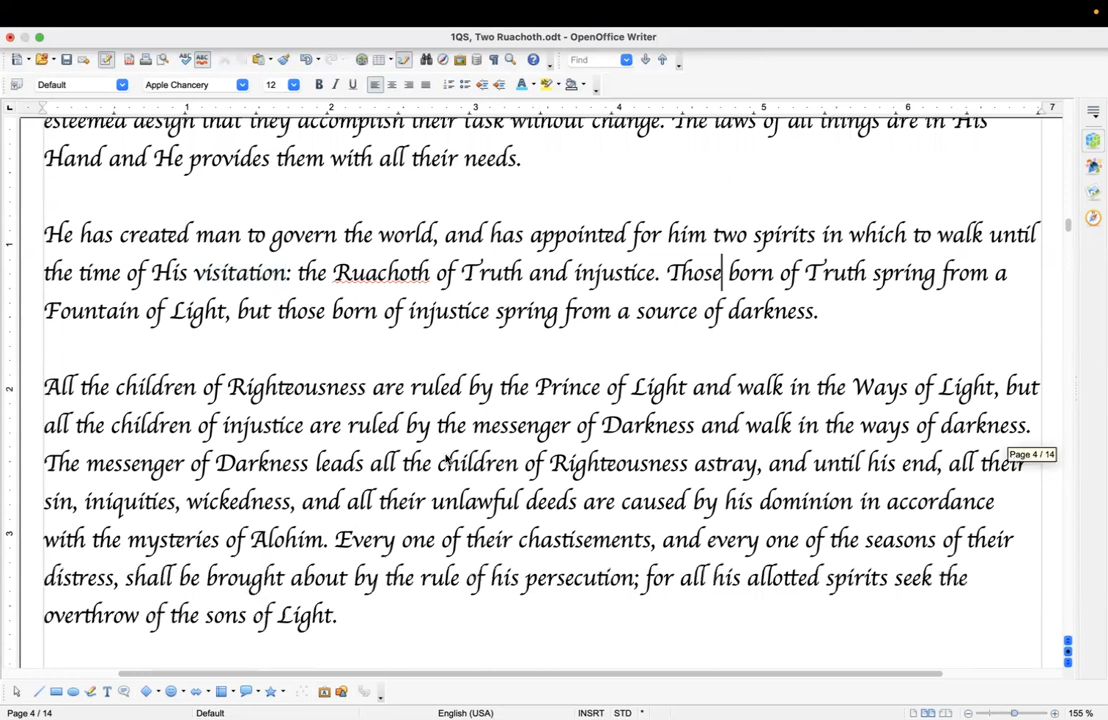 1QS, Two Ruachoth.odt - OpenOffice Writer
Find
Default Apple Chancery 12
1 2 3 4 5 6 7
esteemed design that they accomplish their task without change. The laws of all things are in His
Hand and He provides them with all their needs.
He has created man to govern the world, and has appointed for him two spirits in which to walk until
the time of His visitation: the Ruachoth of Truth and injustice. Those born of Truth spring from a
Fountain of Light, but those born of injustice spring from a source of darkness.
All the children of Righteousness are ruled by the Prince of Light and walk in the Ways of Light, but
all the children of injustice are ruled by the messenger of Darkness and walk in the ways of darkness.
The messenger of Darkness leads all the children of Righteousness astray, and until his end, all their
Page 4 / 14
sin, iniquities, wickedness, and all their unlawful deeds are caused by his dominion in accordance
with the mysteries of Alohim. Every one of their chastisements, and every one of the seasons of their
distress, shall be brought about by the rule of his persecution; for all his allotted spirits seek the
overthrow of the sons of Light.
1
2
3
Page 4 / 14 Default English (USA) INSRT STD * 155 %